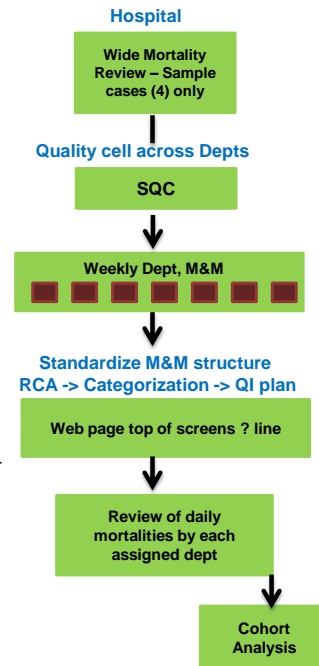 Hospital
Wide Mortality
Review – Sample
cases (4) only
Quality cell across Depts
SQC
Weekly Dept, M&M
Standardize M&M structure
RCA -> Categorization -> QI plan
Web page top of screens ? line
Review of daily
mortalities by each
assigned dept
Cohort
Analysis